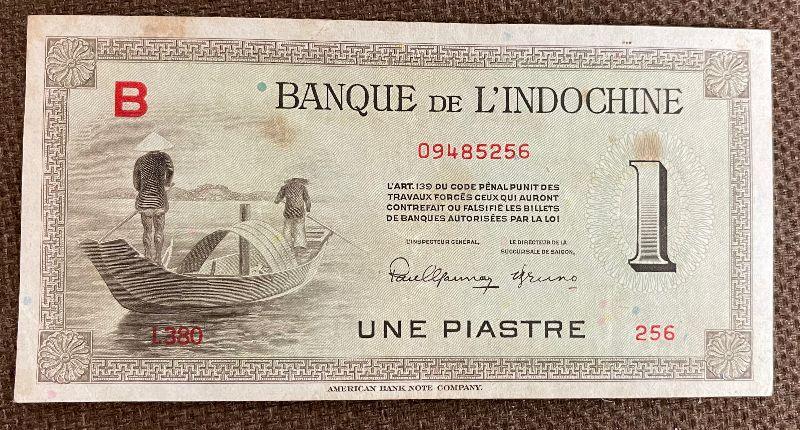 B
BANQUE DE L'INDOCHINE
09485256
L'ART. 139 DU CODE PÉNAL PUNIT DES
TRAVAUX FORCÉS CEUX QUI AURONT
CONTREFAIT OU FALSIFIÉ LES BILLETS
DE BANQUES AUTORISÉES PAR LA LOI
1
L'INSPECTEUR GÉNÉRAL,
LE DIRECTEUR DE LA
SUCCURSALE DE SAIGON,
L380
UNE PIASTRE
256
AMERICAN BANK NOTE COMPANY.